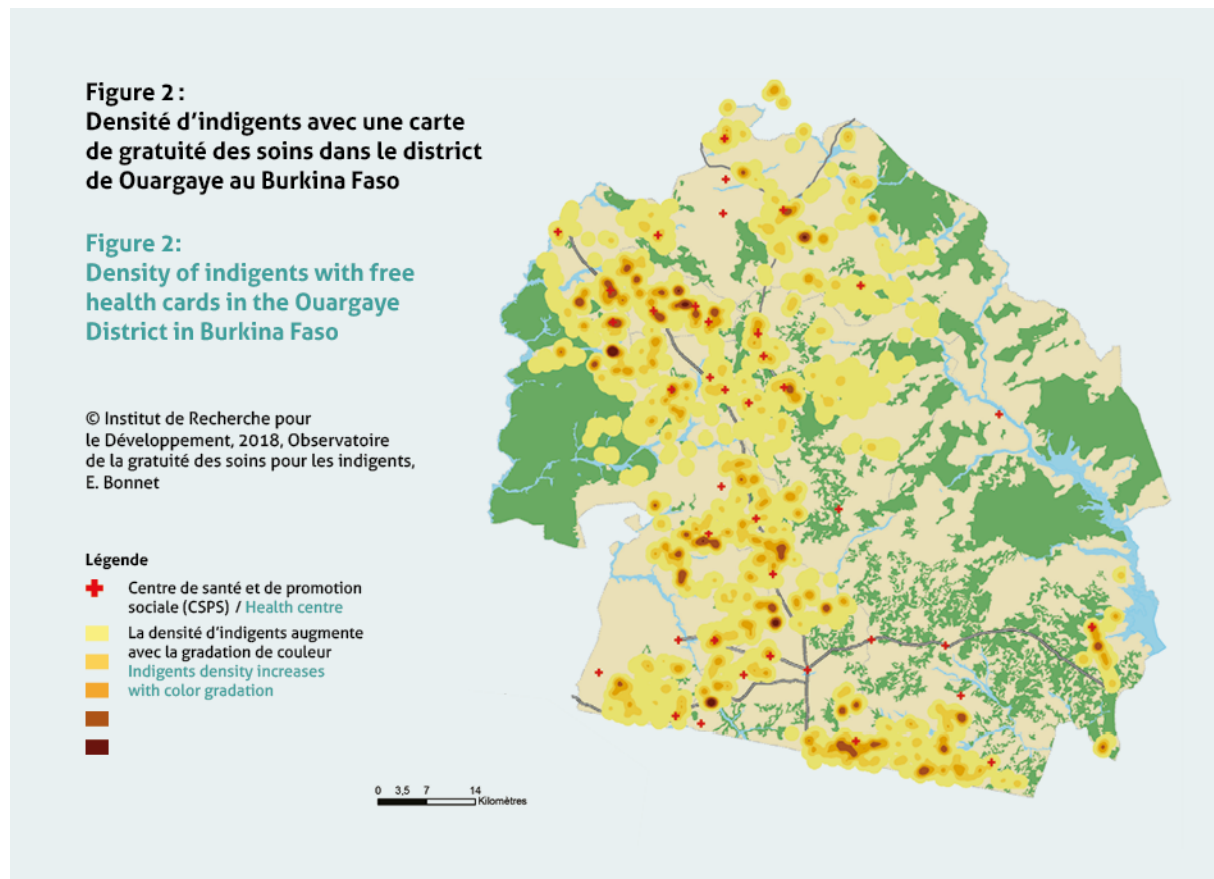 Figure 2 :
Densité d'indigents avec une carte
de gratuité des soins dans le district
de Ouargaye au Burkina Faso
Figure 2:
Density of indigents with free
health cards in the Ouargaye
District in Burkina Faso
© Institut de Recherche pour
le Développement, 2018, Observatoire
de la gratuité des soins pour les indigents,
E. Bonnet
Légende
Centre de santé et de promotion
sociale (CSPS) / Health centre
La densité d'indigents augmente
avec la gradation de couleur
Indigents density increases
with color gradation
0 3,5 7 14
Kilomètres